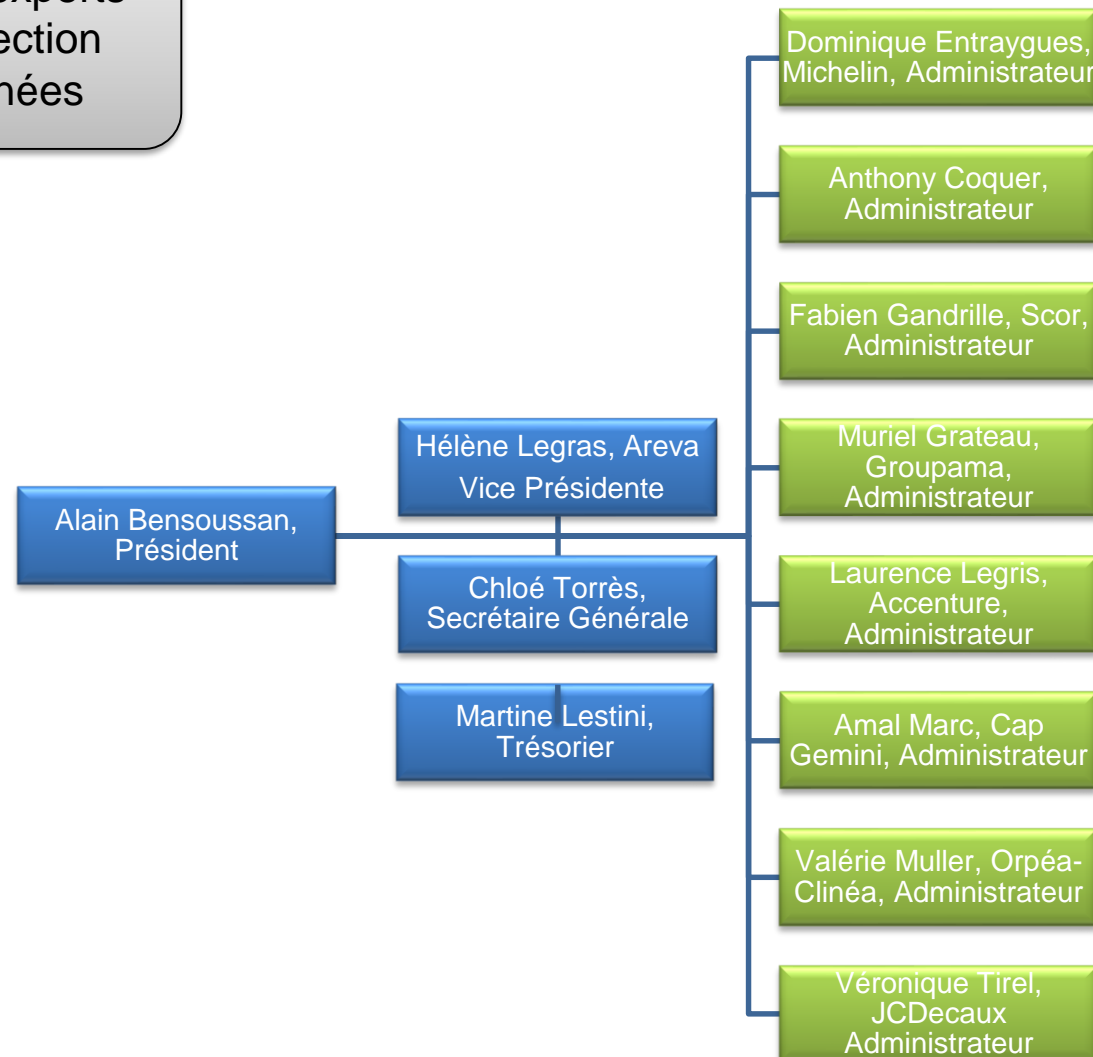 experts
ection
nées
Dominique Entraygues,
Michelin, Administrateur
Anthony Coquer,
Administrateur
Fabien Gandrille, Scor,
Administrateur
Muriel Grateau,
Groupama,
Administrateur
Hélène Legras, Areva
Vice Présidente
Alain Bensoussan,
Président
Chloé Torrès,
Secrétaire Générale
Laurence Legris,
Accenture,
Administrateur
Martine Lestini,
Trésorier
Amal Marc, Cap
Gemini, Administrateur
Valérie Muller, Orpéa-
Clinéa, Administrateur
Véronique Tirel,
JCDecaux
Administrateur